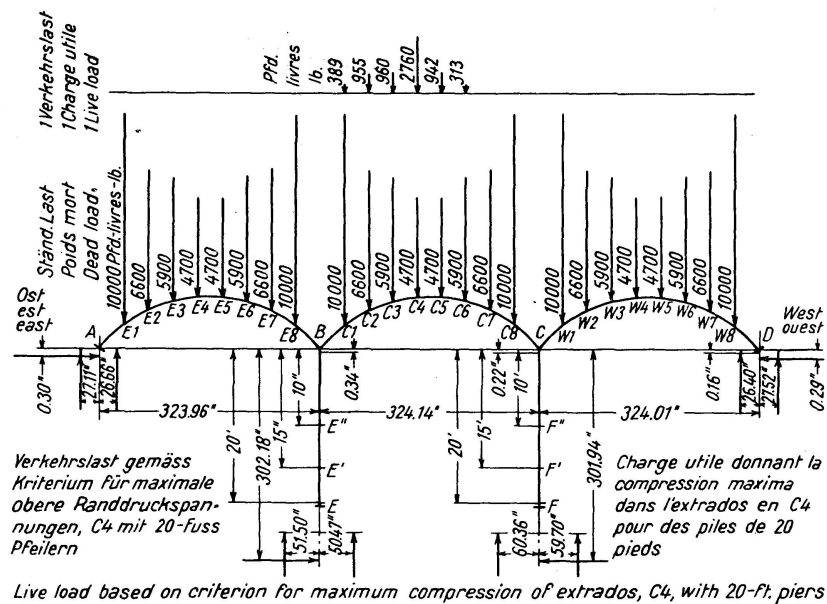 1 Verkehrslast
1 Charge utile
1 Live load
Pfd.
livres
lb.
389
955
960
2760
942
313
Ständ. Last
Poids mort
Dead load,
10000 Pfd-livres-lb.
6600
5900
4700
4700
5900
6600
10000
10000
6600
5900
4700
4700
5900
6600
10000
10000
6600
5900
4700
4700
5900
6600
10000
Ost
est
east
West
ouest
A
E1
E2
E3
E4
E5
E6
E7
E8
B
C1
C2
C3
C4
C5
C6
C7
C8
C
W1
W2
W3
W4
W5
W6
W7
W8
D
0.30"
27.11"
26.66"
0.34"
0.22"
0.16"
26.40"
27.52"
0.29"
323.96"
324.14"
324.01"
20'
302.18"
15"
10"
E"
E'
E
20'
15'
10'
F"
F'
F
301.94"
51.50"
50.47"
60.36"
59.70"
Verkehrslast gemäss
Kriterium für maximale
obere Randdruckspan-
nungen, C4 mit 20-Fuss
Pfeilern
Charge utile donnant la
compression maxima
dans l'extrados en C4
pour des piles de 20
pieds
Live load based on criterion for maximum compression of extrados, C4, with 20-ft. piers